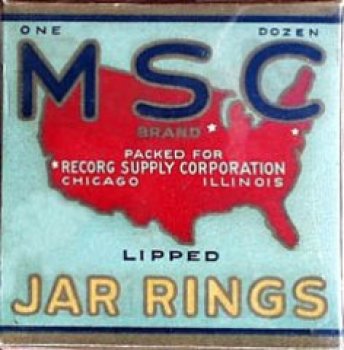 ONE DOZEN
MSC
BRAND
PACKED FOR
RECORG SUPPLY CORPORATION
CHICAGO ILLINOIS
LIPPED
JAR RINGS